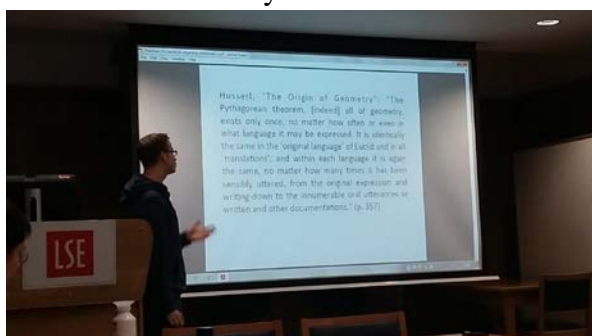 Husserl, "The Origin of Geometry": "The
Pythagorean theorem, [indeed] all of geometry,
exists only once, no matter how often or even in
what language it may be expressed. It is identically
the same in the 'original language' of Euclid and in all
'translations'; and within each language it is again
the same, no matter how many times it has been
sensibly uttered, from the original expression and
writing-down to the innumerable oral utterances or
written and other documentations." (p. 357)
LSE